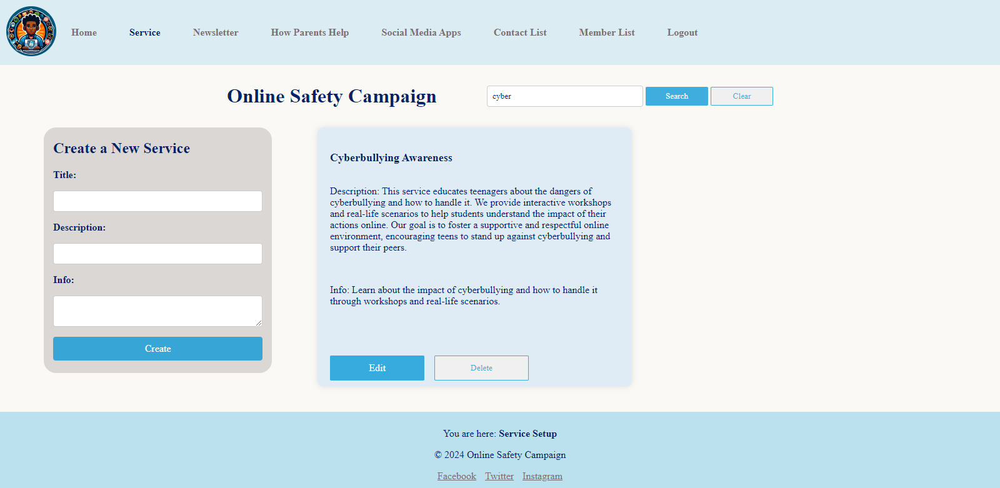 Home Service Newsletter How Parents Help Social Media Apps Contact List Member List Logout
Online Safety Campaign
cyber Search Clear
Create a New Service
Title:
Description:
Info:
Create
Cyberbullying Awareness
Description: This service educates teenagers about the dangers of
cyberbullying and how to handle it. We provide interactive workshops
and real-life scenarios to help students understand the impact of their
actions online. Our goal is to foster a supportive and respectful online
environment, encouraging teens to stand up against cyberbullying and
support their peers.
Info: Learn about the impact of cyberbullying and how to handle it
through workshops and real-life scenarios.
Edit Delete
You are here: Service Setup
© 2024 Online Safety Campaign
Facebook Twitter Instagram